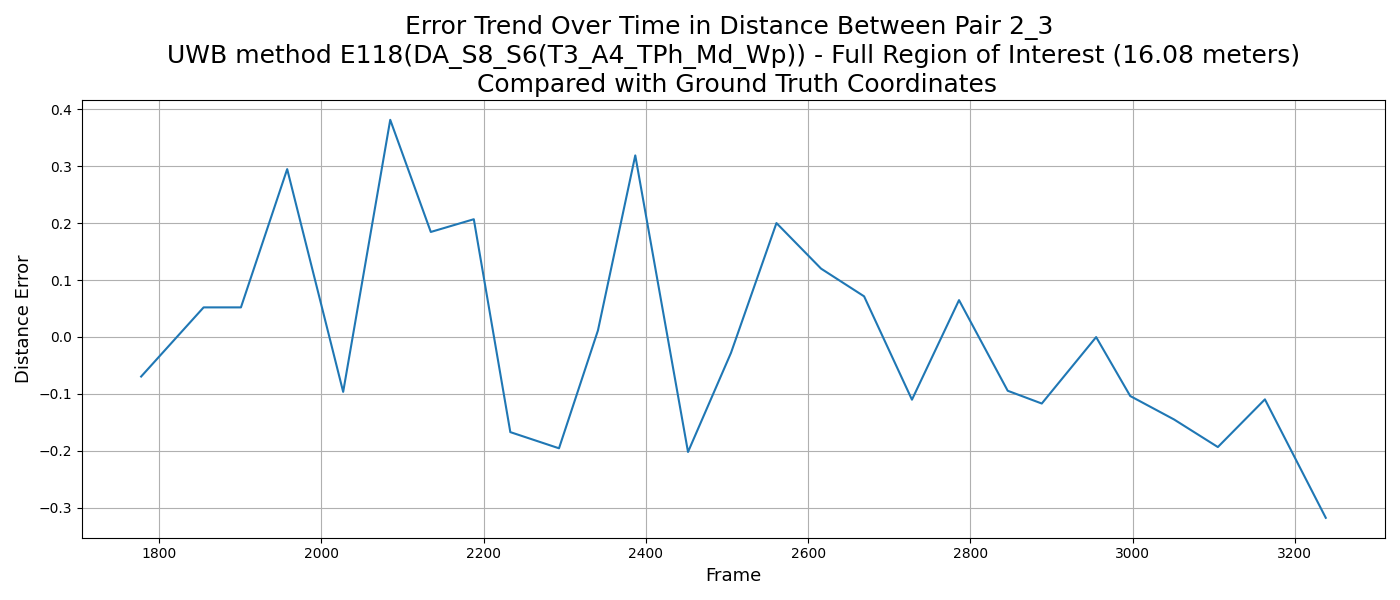 Error Trend Over Time in Distance Between Pair 2_3
UWB method E118(DA_S8_S6(T3_A4_TPh_Md_Wp)) - Full Region of Interest (16.08 meters)
Compared with Ground Truth Coordinates
Distance Error
0.4
0.3
0.2
0.1
0.0
−0.1
−0.2
−0.3
1800 2000 2200 2400 2600 2800 3000 3200
Frame